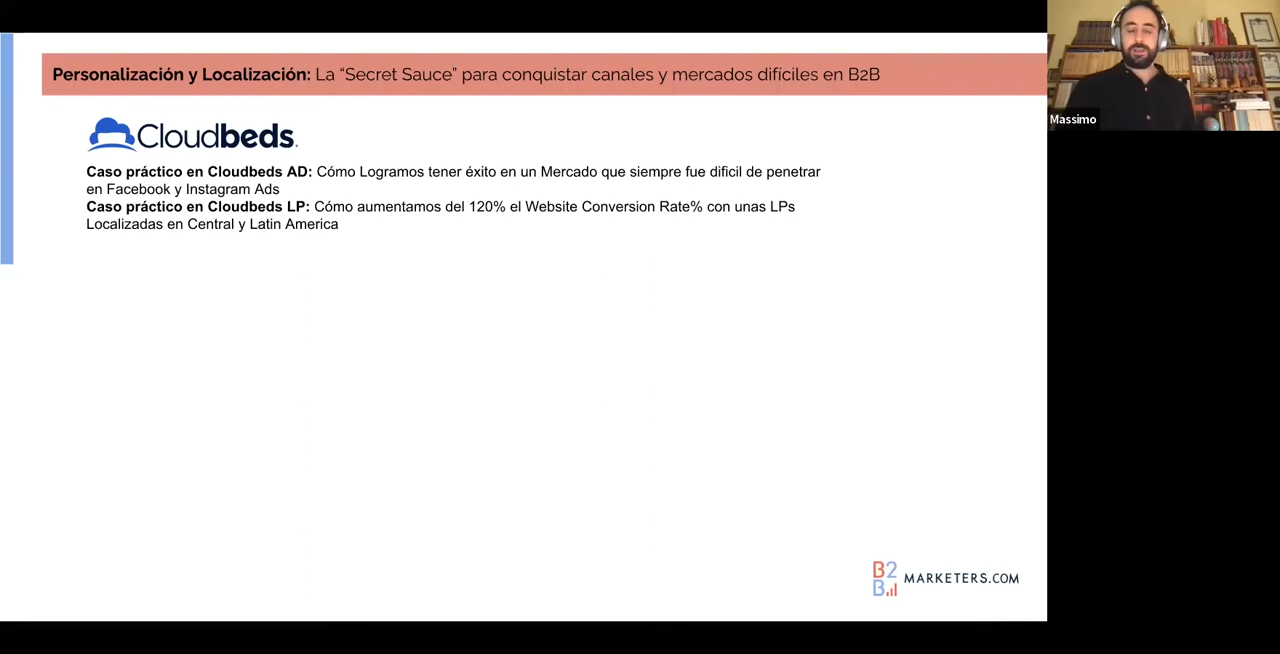 Personalización y Localización: La “Secret Sauce” para conquistar canales y mercados difíciles en B2B
Massimo
Cloudbeds.
Caso práctico en Cloudbeds AD: Cómo Logramos tener éxito en un Mercado que siempre fue dificil de penetrar
en Facebook y Instagram Ads
Caso práctico en Cloudbeds LP: Cómo aumentamos del 120% el Website Conversion Rate% con unas LPs
Localizadas en Central y Latin America
B2B MARKETERS.COM